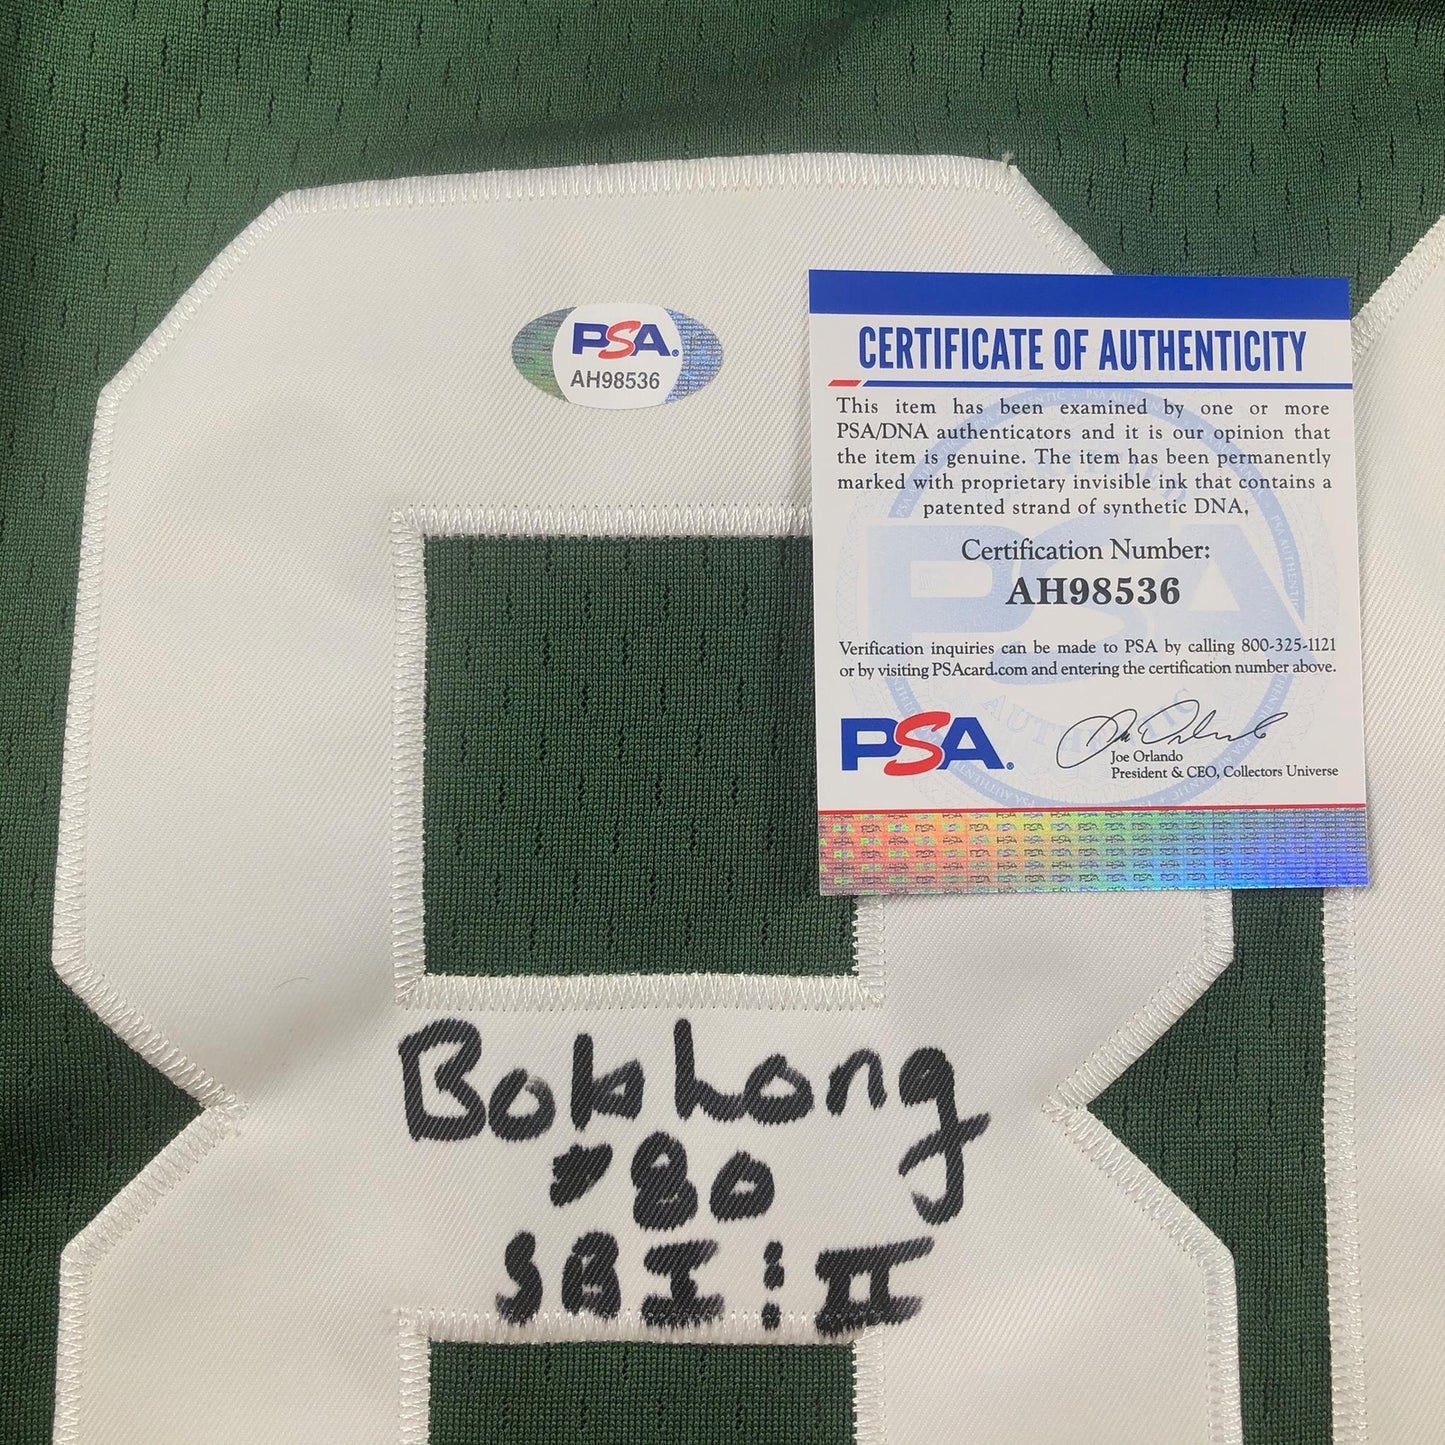 PSA
AH98536
CERTIFICATE OF AUTHENTICITY
This item has been examined by one or more
PSA/DNA authenticators and it is our opinion that
the item is genuine. The item has been permanently
marked with proprietary invisible ink that contains a
patented strand of synthetic DNA.
Certification Number:
AH98536
Verification inquiries can be made to PSA by calling 800-325-1121
or by visiting PSAcard.com and entering the certification number above.
PSA
Joe Orlando
President & CEO, Collectors Universe
Bob Long
80
SB I : II